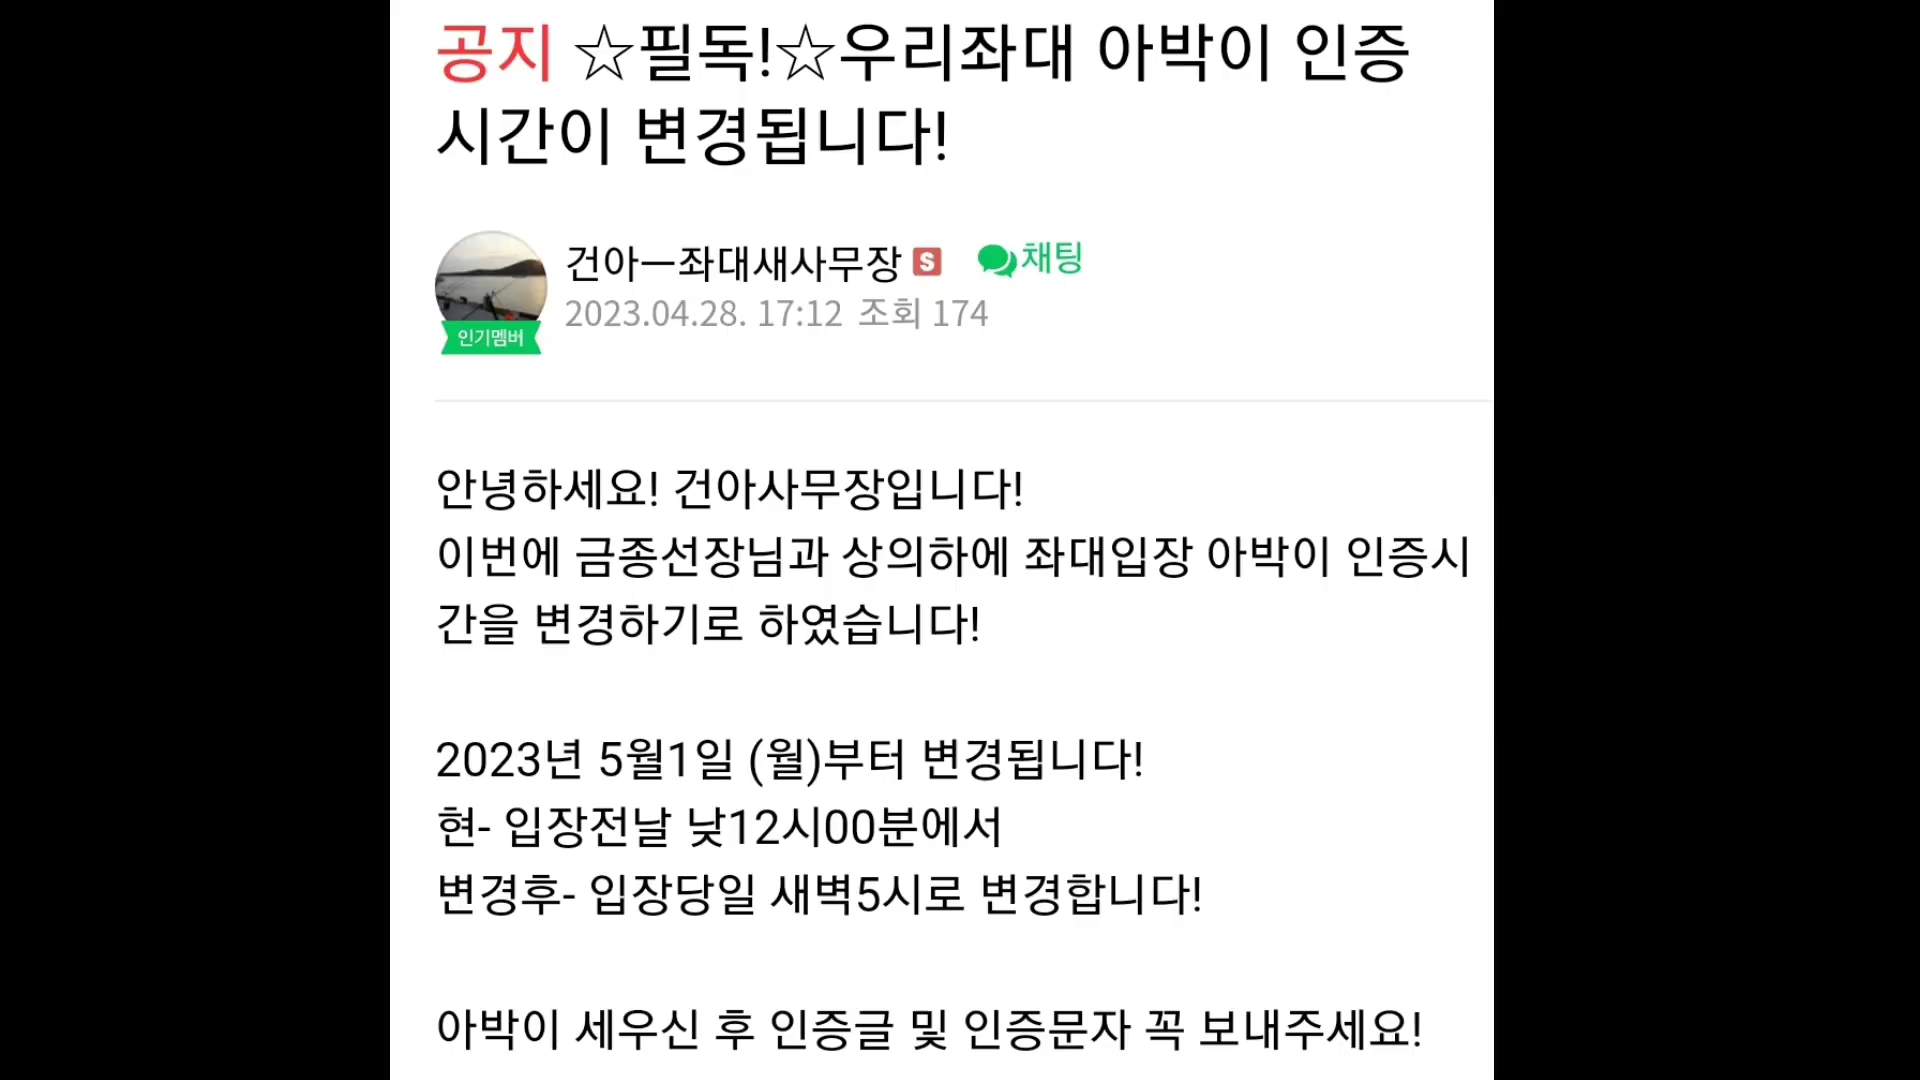 공지 ☆필독!☆우리좌대 아박이 인증
시간이 변경됩니다!
건아ㅡ좌대새사무장 S 채팅
2023.04.28. 17:12 조회 174
인기멤버
안녕하세요! 건아사무장입니다!
이번에 금종선장님과 상의하에 좌대입장 아박이 인증시
간을 변경하기로 하였습니다!
2023년 5월1일 (월)부터 변경됩니다!
현- 입장전날 낮12시00분에서
변경후- 입장당일 새벽5시로 변경합니다!
아박이 세우신 후 인증글 및 인증문자 꼭 보내주세요!